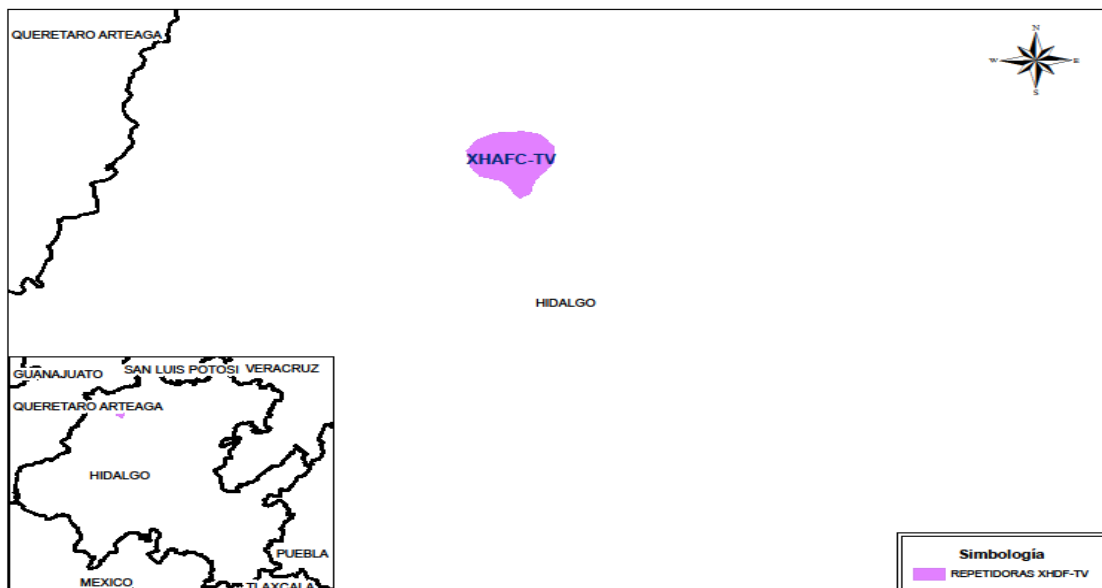 QUERETARO ARTEAGA
N
W E
S
XHAFC-TV
HIDALGO
GUANAJUATO SAN LUIS POTOSI VERACRUZ
QUERETARO ARTEAGA
HIDALGO
PUEBLA
MEXICO TLAXCALA
Simbología
REPETIDORAS XHDF-TV